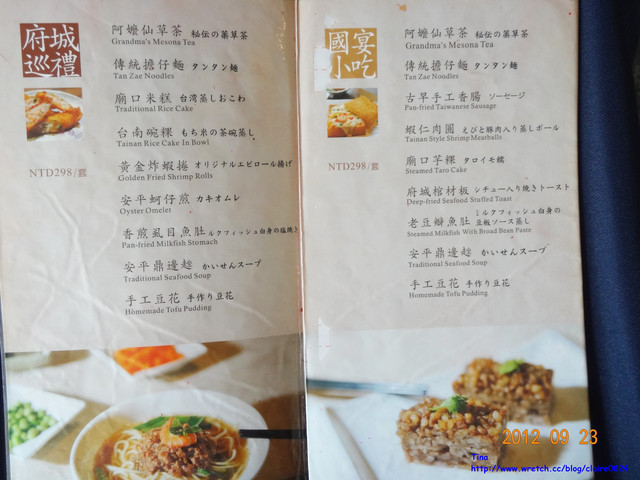 府城
巡禮
NTD298/套
阿嬤仙草茶 秘伝の薬草茶
Grandma's Mesona Tea
傳統擔仔麵 タンタン麺
Tan Zae Noodles
廟口米糕 台湾蒸しおこわ
Traditional Rice Cake
台南碗粿 もち米の茶碗蒸し
Tainan Rice Cake In Bowl
黃金炸蝦捲 オリジナルエビロール揚げ
Golden Fried Shrimp Rolls
安平蚵仔煎 カキオムレ
Oyster Omelet
香煎虱目魚肚 ルクフィッシュ白身の塩焼き
Pan-fried Milkfish Stomach
安平鼎邊趖 かいせんスープ
Traditional Seafood Soup
手工豆花 手作り豆花
Homemade Tofu Pudding
國宴
小吃
NTD298/套
阿嬤仙草茶 秘伝の薬草茶
Grandma's Mesona Tea
傳統擔仔麵 タンタン麺
Tan Zae Noodles
古早手工香腸 ソーセージ
Pan-fried Taiwanese Sausage
蝦仁肉圓 えびと豚肉入り蒸しボール
Tainan Style Shrimp Meatballs
廟口芋粿 タロイモ糕
Steamed Taro Cake
府城棺材板 シチュー入り焼きトースト
Deep-fried Seafood Stuffed Toast
老豆瓣魚肚 ミルクフィッシュ白身の豆板ソース蒸し
Steamed Milkfish With Broad Bean Paste
安平鼎邊趖 かいせんスープ
Traditional Seafood Soup
手工豆花 手作り豆花
Homemade Tofu Pudding
2012 09 23
Tina